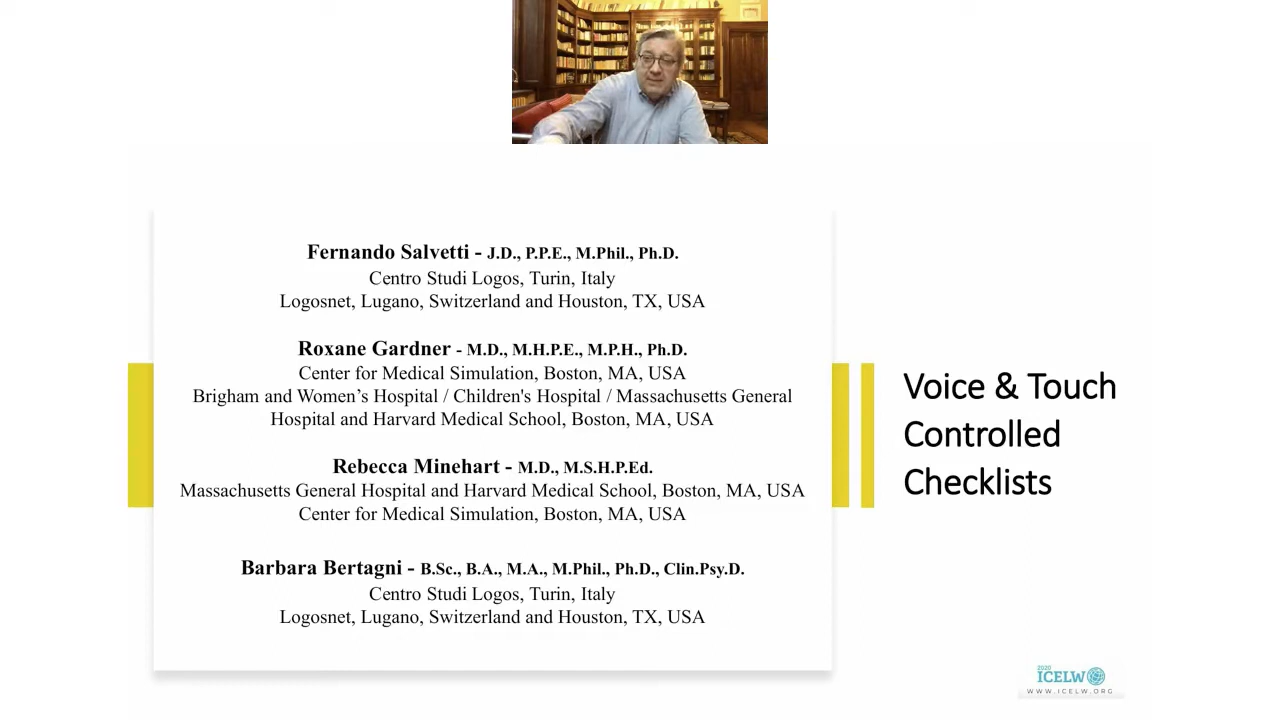 Fernando Salvetti - J.D., P.P.E., M.Phil., Ph.D.
Centro Studi Logos, Turin, Italy
Logosnet, Lugano, Switzerland and Houston, TX, USA
Roxane Gardner - M.D., M.H.P.E., M.P.H., Ph.D.
Center for Medical Simulation, Boston, MA, USA
Brigham and Women’s Hospital / Children's Hospital / Massachusetts General
Hospital and Harvard Medical School, Boston, MA, USA
Rebecca Minehart - M.D., M.S.H.P.Ed.
Massachusetts General Hospital and Harvard Medical School, Boston, MA, USA
Center for Medical Simulation, Boston, MA, USA
Barbara Bertagni - B.Sc., B.A., M.A., M.Phil., Ph.D., Clin.Psy.D.
Centro Studi Logos, Turin, Italy
Logosnet, Lugano, Switzerland and Houston, TX, USA
Voice & Touch
Controlled
Checklists
2020
ICELW
WWW.ICELW.ORG